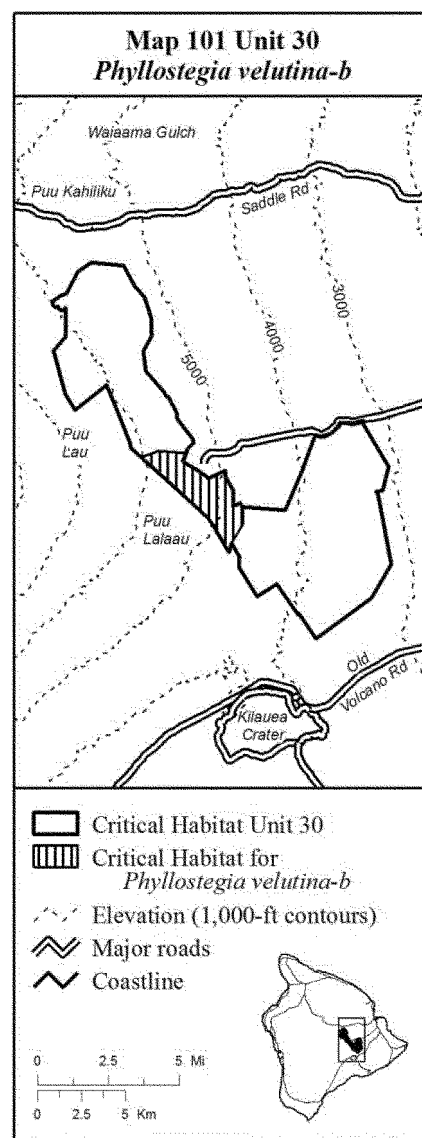 Map 101 Unit 30
Phyllostegia velutina-b
Waiaama Gulch
Puu Kahiliku
Saddle Rd
3000
4000
5000
Puu
Lau
Puu
Lalaau
Old
Volcano Rd
Kilauea
Crater
Critical Habitat Unit 30
Critical Habitat for
Phyllostegia velutina-b
Elevation (1,000-ft contours)
Major roads
Coastline
0 2.5 5 Mi
0 2.5 5 Km